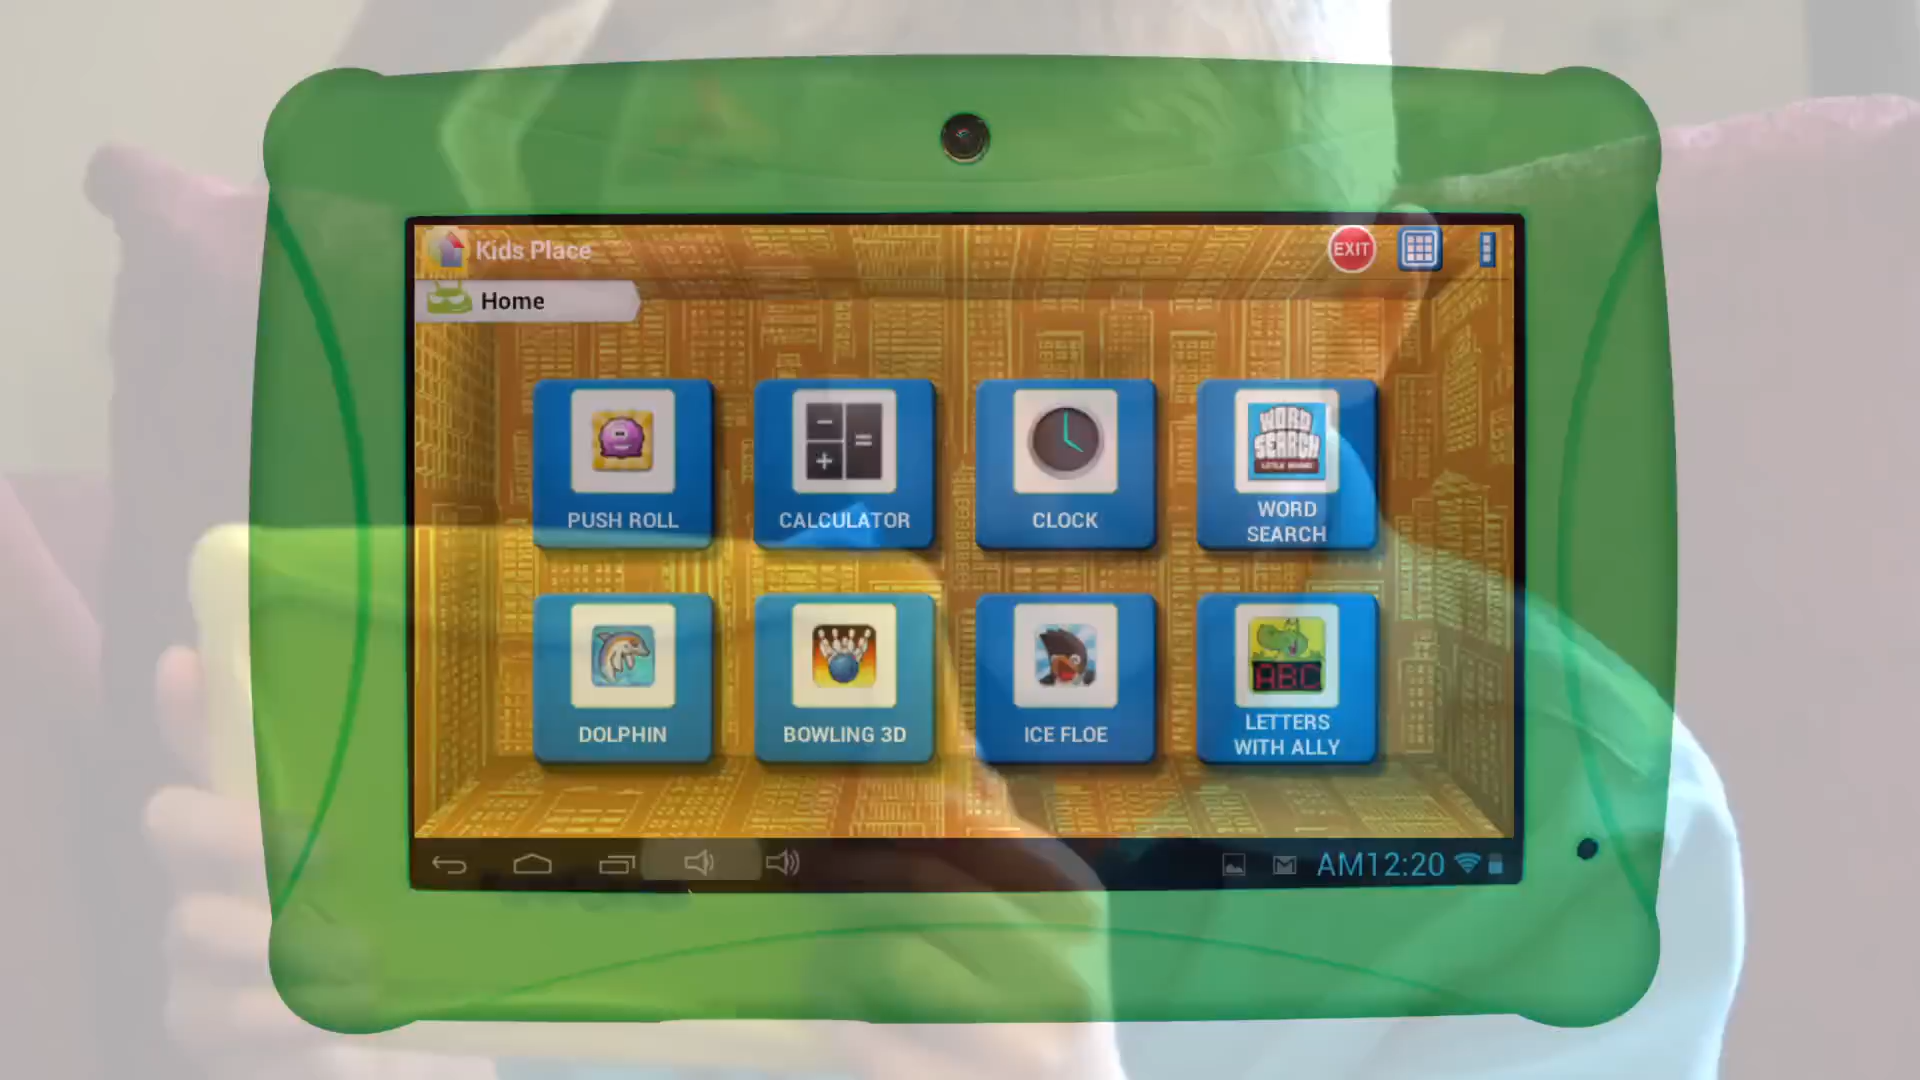 Kids Place
EXIT
Home
PUSH ROLL
CALCULATOR
CLOCK
WORD
SEARCH
WORD
SEARCH
DOLPHIN
BOWLING 3D
ICE FLOE
ABC
LETTERS
WITH ALLY
AM12:20